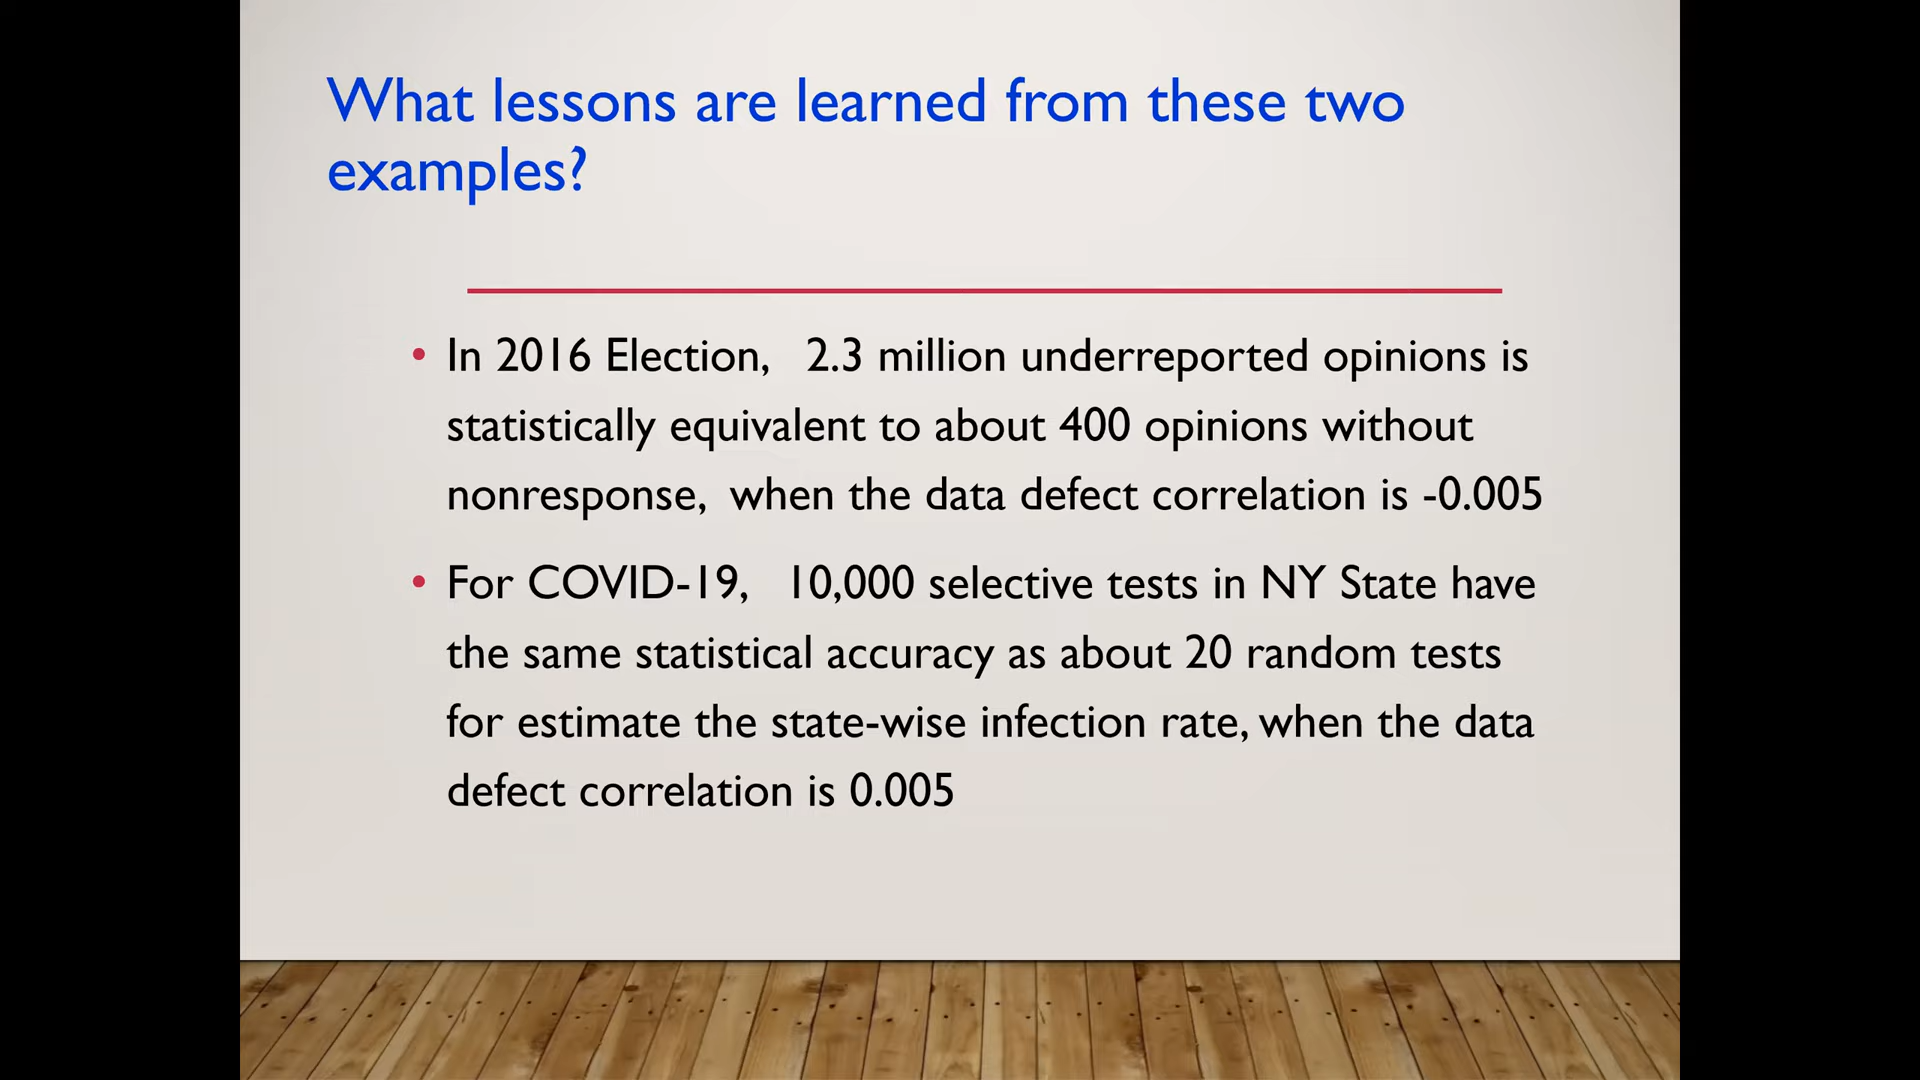 What lessons are learned from these two
examples?
• In 2016 Election, 2.3 million underreported opinions is
statistically equivalent to about 400 opinions without
nonresponse, when the data defect correlation is -0.005
• For COVID-19, 10,000 selective tests in NY State have
the same statistical accuracy as about 20 random tests
for estimate the state-wise infection rate, when the data
defect correlation is 0.005